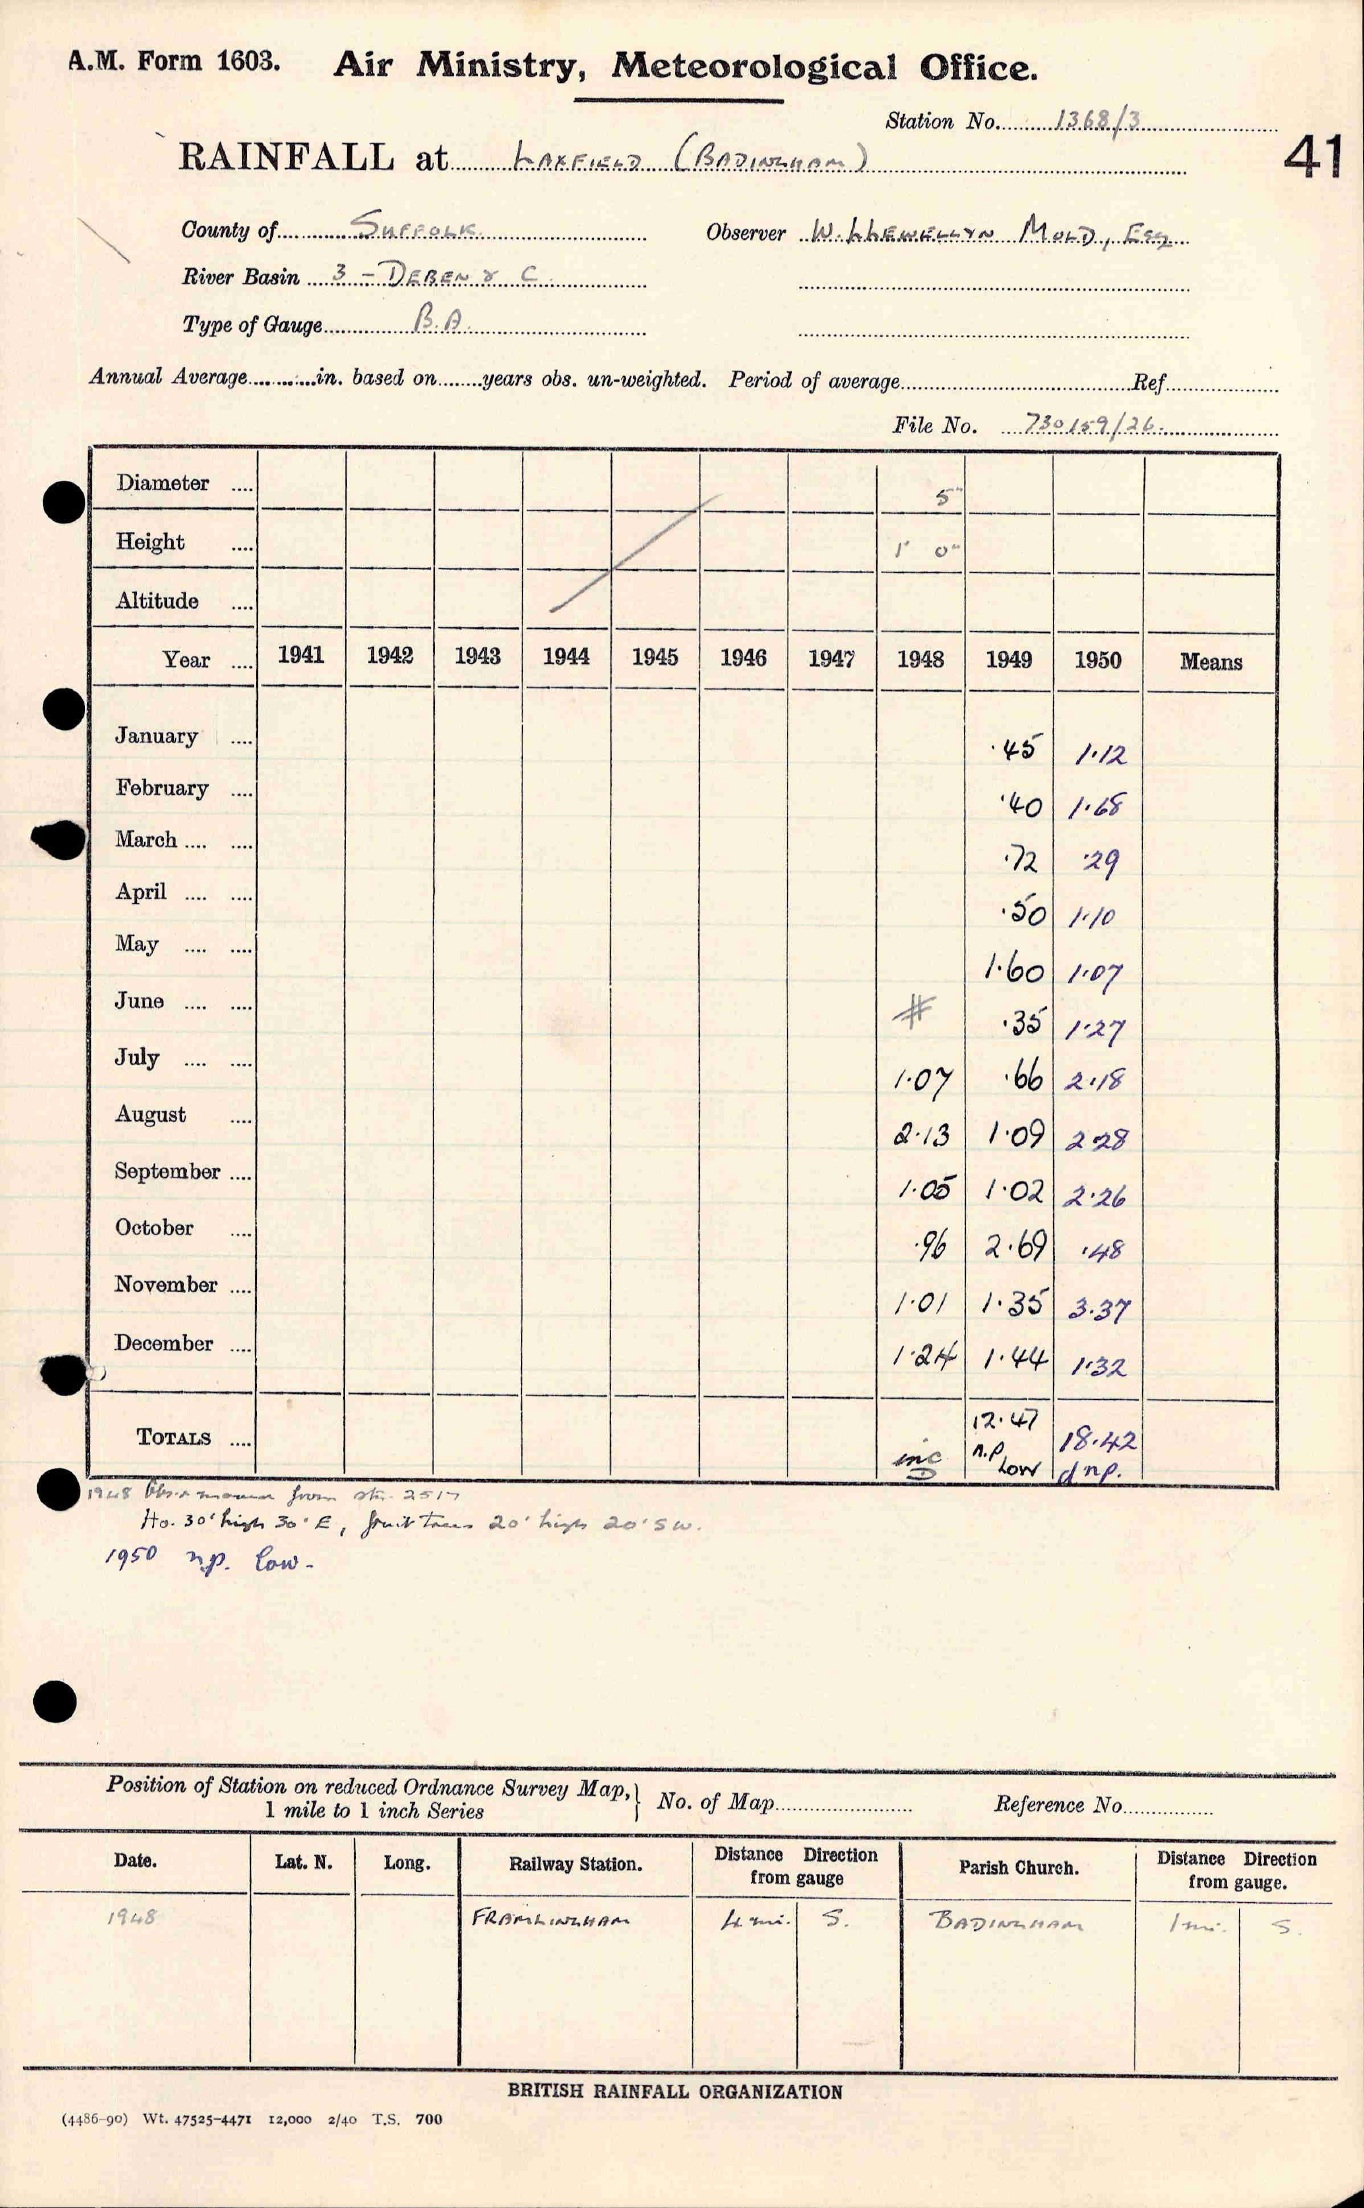 A.M. Form 1603. Air Ministry, Meteorological Office.
Station No. 1368/3
41
RAINFALL at LAXFIELD (BADINGHAM)
County of SUFFOLK Observer W. LLEWELLYN MOLD, ESQ
River Basin 3 - DEBEN & C
Type of Gauge B.A.
Annual Average in. based on years obs. un-weighted. Period of average Ref
File No. 730159/26.
Diameter .... 5"
Height .... 1' 0"
Altitude ....
Year .... 1941 1942 1943 1944 1945 1946 1947 1948 1949 1950 Means
January .... .45 1.12
February .... .40 1.68
March .... .... .72 .29
April .... .... .50 1.10
May .... .... 1.60 1.07
June .... .... # .35 1.27
July .... .... 1.07 .66 2.18
August .... 2.13 1.09 2.28
September .... 1.05 1.02 2.26
October .... .96 2.69 .48
November .... 1.01 1.35 3.37
December .... 1.24 1.44 1.32
TOTALS .... inc 12.47 n.p. Low 18.42 d n.p.
1948 from stn. 2517
Ho. 30' high 30' E, fruit trees 20' high 20' SW.
1950 n.p. low -
Position of Station on reduced Ordnance Survey Map, 1 mile to 1 inch Series } No. of Map Reference No.
Date. Lat. N. Long. Railway Station. Distance Direction from gauge Parish Church. Distance Direction from gauge.
1948 FRAMLINGHAM 4 mi. S. BADINGHAM 1 mi. S.
BRITISH RAINFALL ORGANIZATION
(4486-90) Wt. 47525-4471 12,000 2/40 T.S. 700